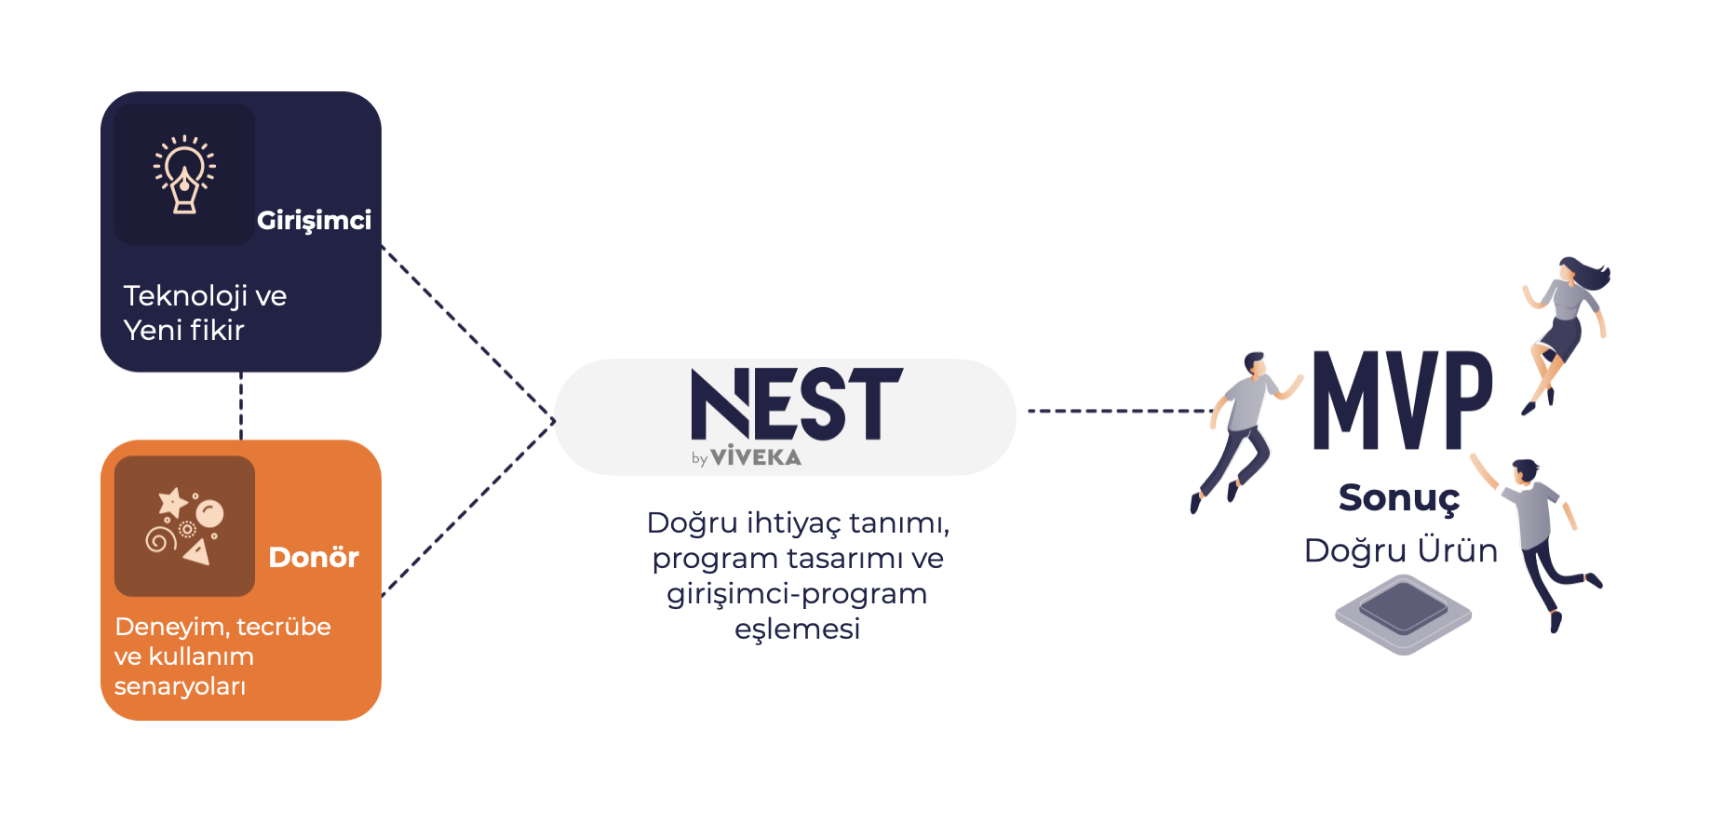 Girişimci
Teknoloji ve
Yeni fikir
Donör
Deneyim, tecrübe
ve kullanım
senaryoları
NEST
by VİVEKA
Doğru ihtiyaç tanımı,
program tasarımı ve
girişimci-program
eşlemesi
MVP
Sonuç
Doğru Ürün